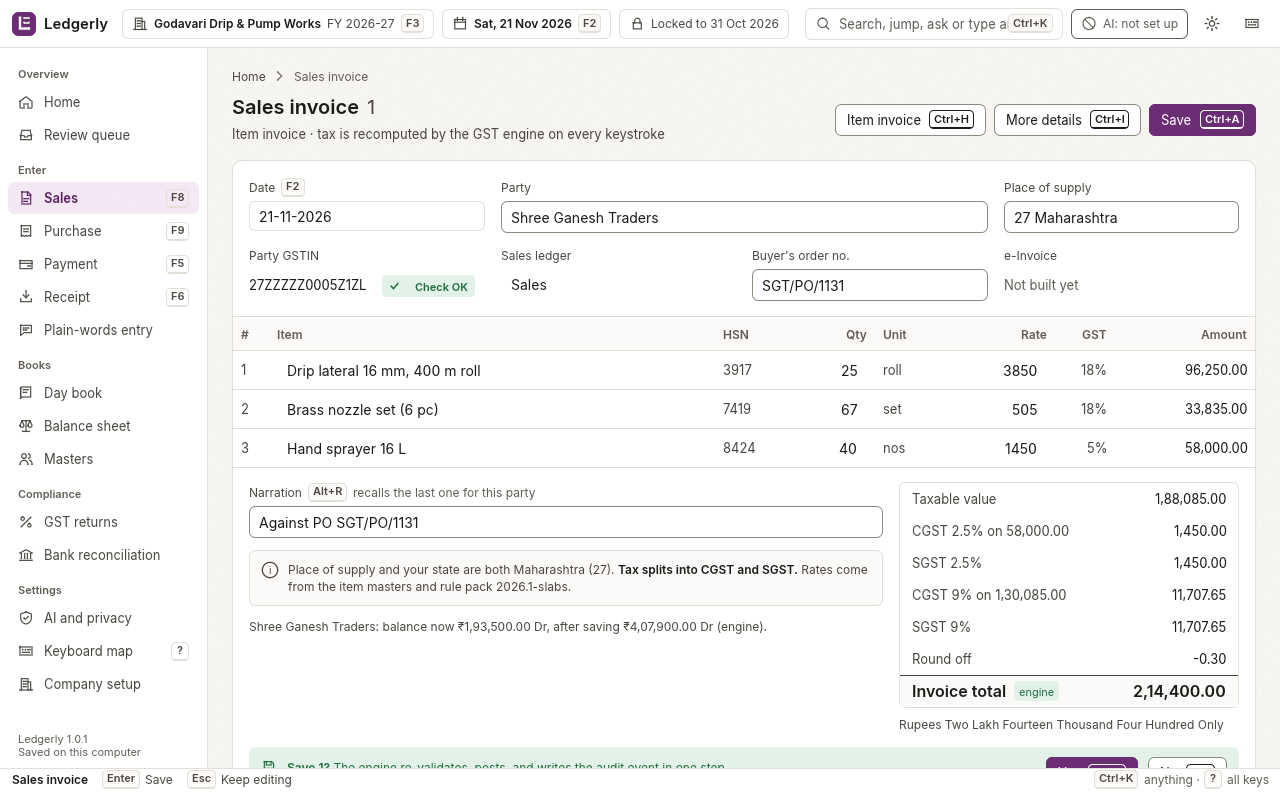 Ledgerly
Godavari Drip & Pump Works FY 2026-27 F3
Sat, 21 Nov 2026 F2
Locked to 31 Oct 2026
Search, jump, ask or type a Ctrl+K
AI: not set up
Overview
Home
Review queue
Enter
Sales F8
Purchase F9
Payment F5
Receipt F6
Plain-words entry
Books
Day book
Balance sheet
Masters
Compliance
GST returns
Bank reconciliation
Settings
AI and privacy
Keyboard map ?
Company setup
Ledgerly 1.0.1
Saved on this computer
Home > Sales invoice
Sales invoice 1
Item invoice · tax is recomputed by the GST engine on every keystroke
Item invoice Ctrl+H
More details Ctrl+I
Save Ctrl+A
Date F2 Party Place of supply
21-11-2026 Shree Ganesh Traders 27 Maharashtra
Party GSTIN Sales ledger Buyer's order no. e-Invoice
27ZZZZZ0005Z1ZL Check OK Sales SGT/PO/1131 Not built yet
# Item HSN Qty Unit Rate GST Amount
1 Drip lateral 16 mm, 400 m roll 3917 25 roll 3850 18% 96,250.00
2 Brass nozzle set (6 pc) 7419 67 set 505 18% 33,835.00
3 Hand sprayer 16 L 8424 40 nos 1450 5% 58,000.00
Narration Alt+R recalls the last one for this party
Against PO SGT/PO/1131
Place of supply and your state are both Maharashtra (27). Tax splits into CGST and SGST. Rates come
from the item masters and rule pack 2026.1-slabs.
Shree Ganesh Traders: balance now ₹1,93,500.00 Dr, after saving ₹4,07,900.00 Dr (engine).
Taxable value 1,88,085.00
CGST 2.5% on 58,000.00 1,450.00
SGST 2.5% 1,450.00
CGST 9% on 1,30,085.00 11,707.65
SGST 9% 11,707.65
Round off -0.30
Invoice total engine 2,14,400.00
Rupees Two Lakh Fourteen Thousand Four Hundred Only
Save 1? The engine re-validates, posts, and writes the audit event in one step.
Sales invoice Enter Save Esc Keep editing
Ctrl+K anything · ? all keys